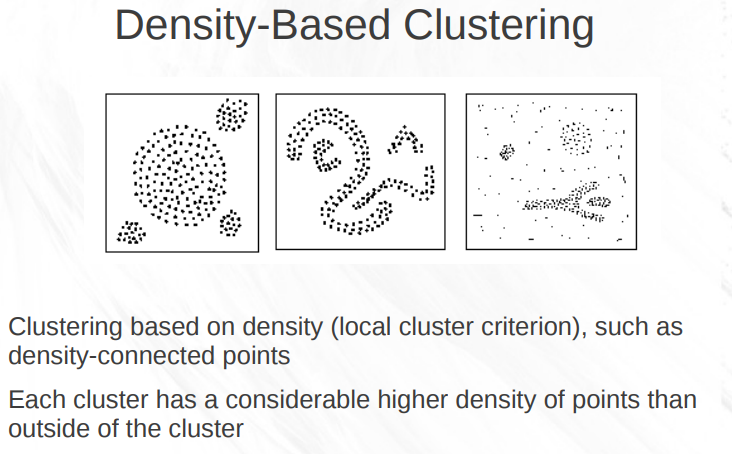 Density-Based Clustering
Clustering based on density (local cluster criterion), such as
density-connected points
Each cluster has a considerable higher density of points than
outside of the cluster